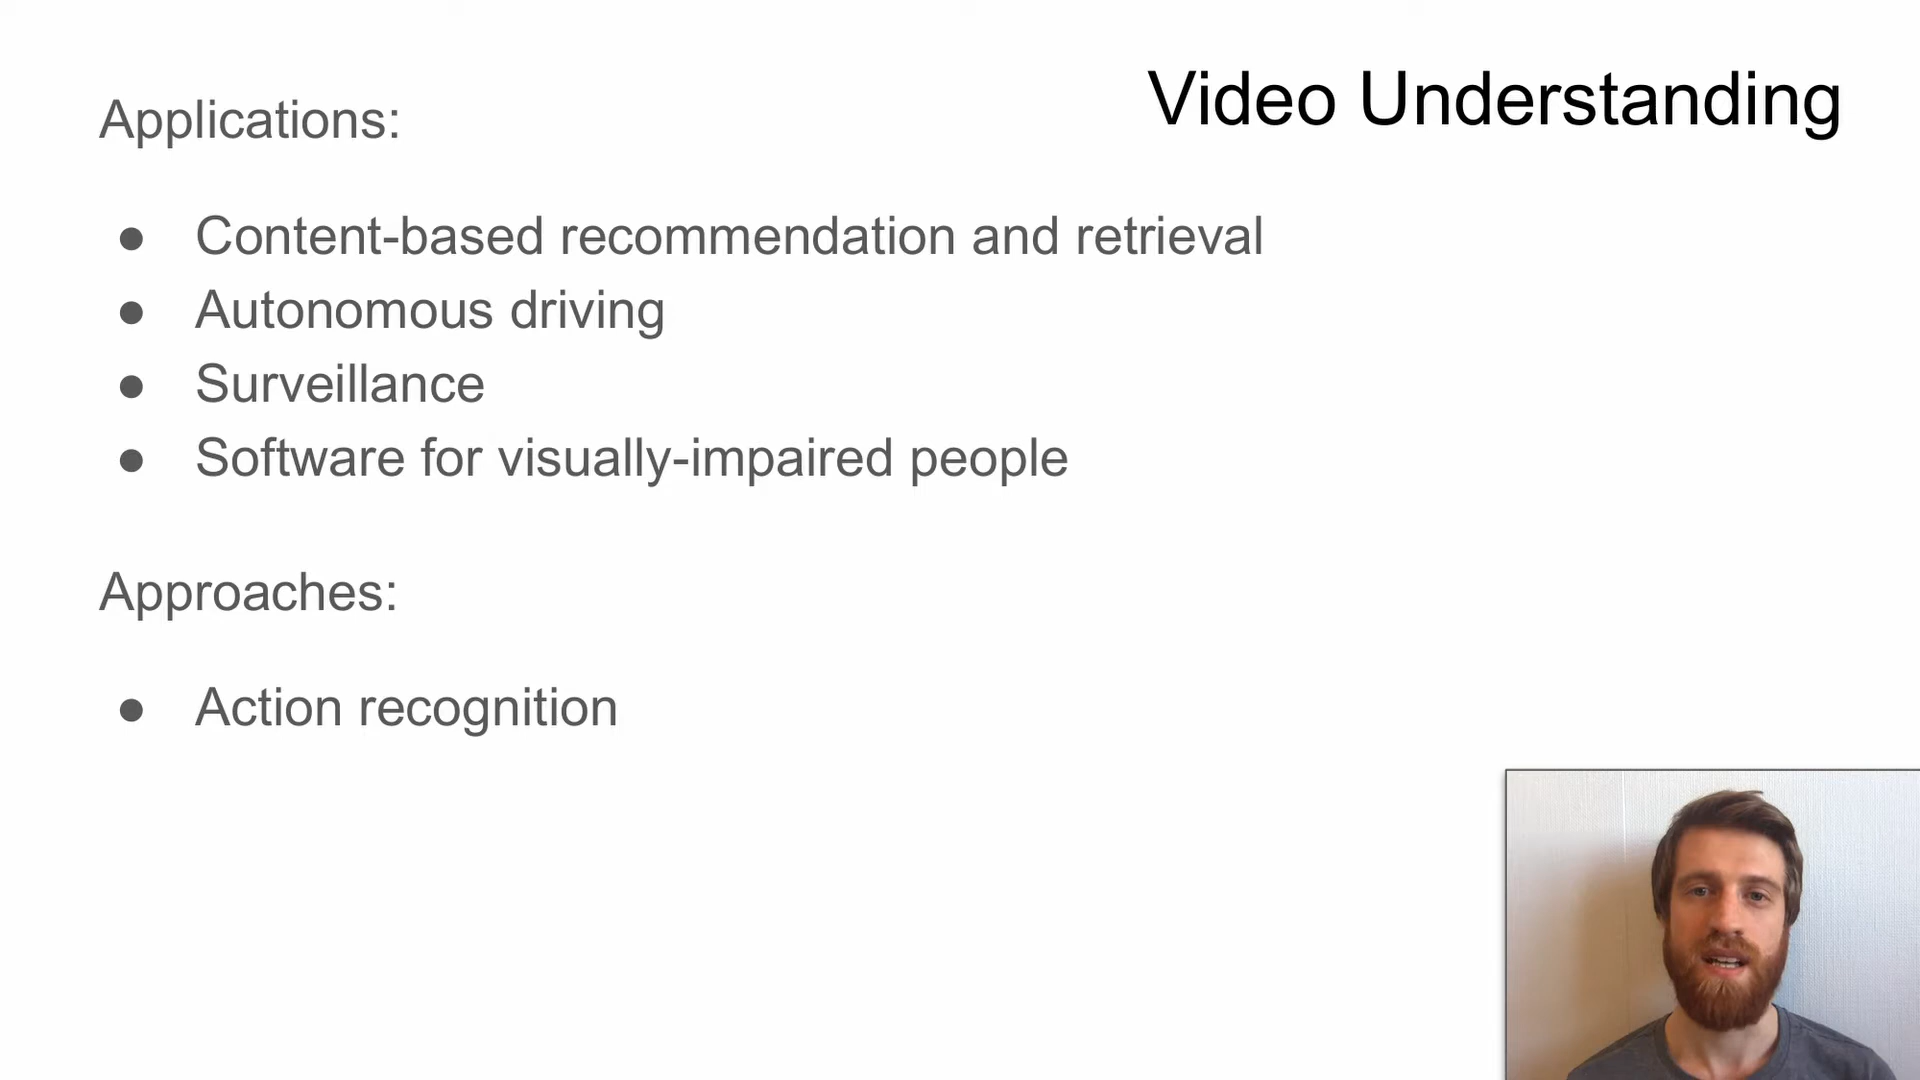 Video Understanding
Applications:
● Content-based recommendation and retrieval
● Autonomous driving
● Surveillance
● Software for visually-impaired people
Approaches:
● Action recognition